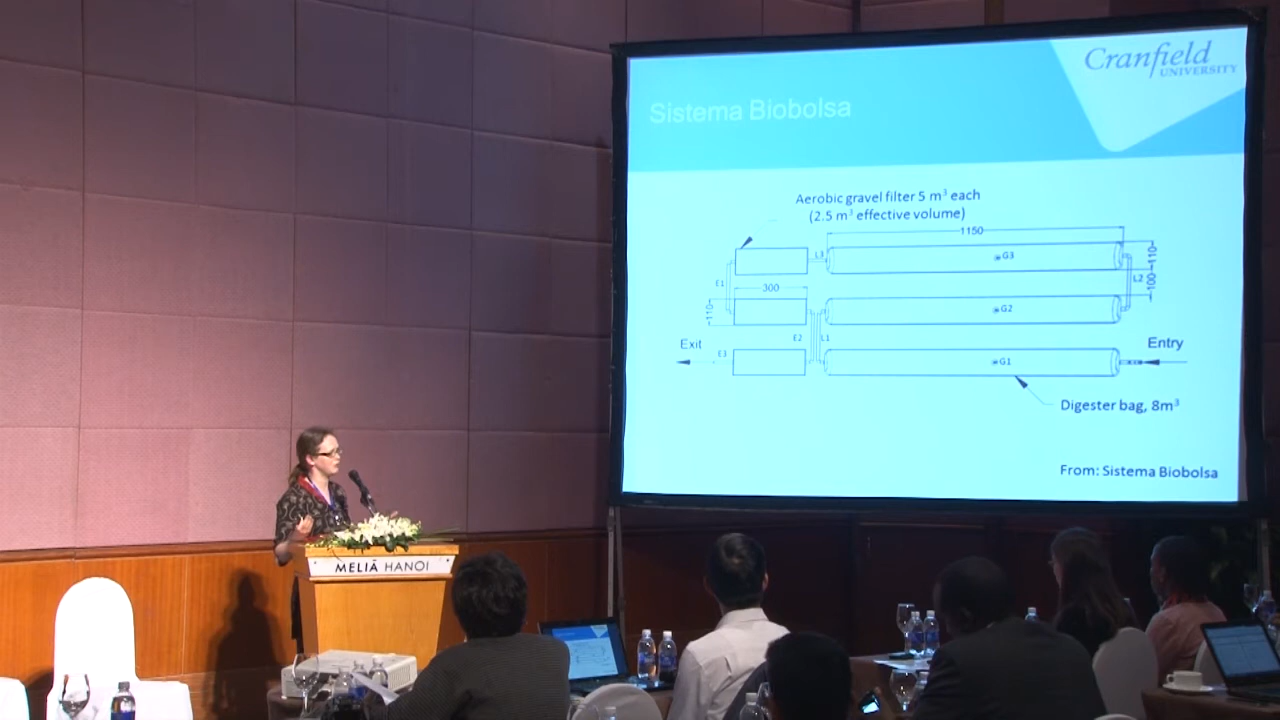 Cranfield
UNIVERSITY
Sistema Biobolsa
Aerobic gravel filter 5 m³ each
(2.5 m³ effective volume)
1150
L3
G3
110
E1
L2
300
100
110
G2
E2
L1
Exit
E3
G1
Entry
Digester bag, 8m³
From: Sistema Biobolsa
MELIÃ HANOI